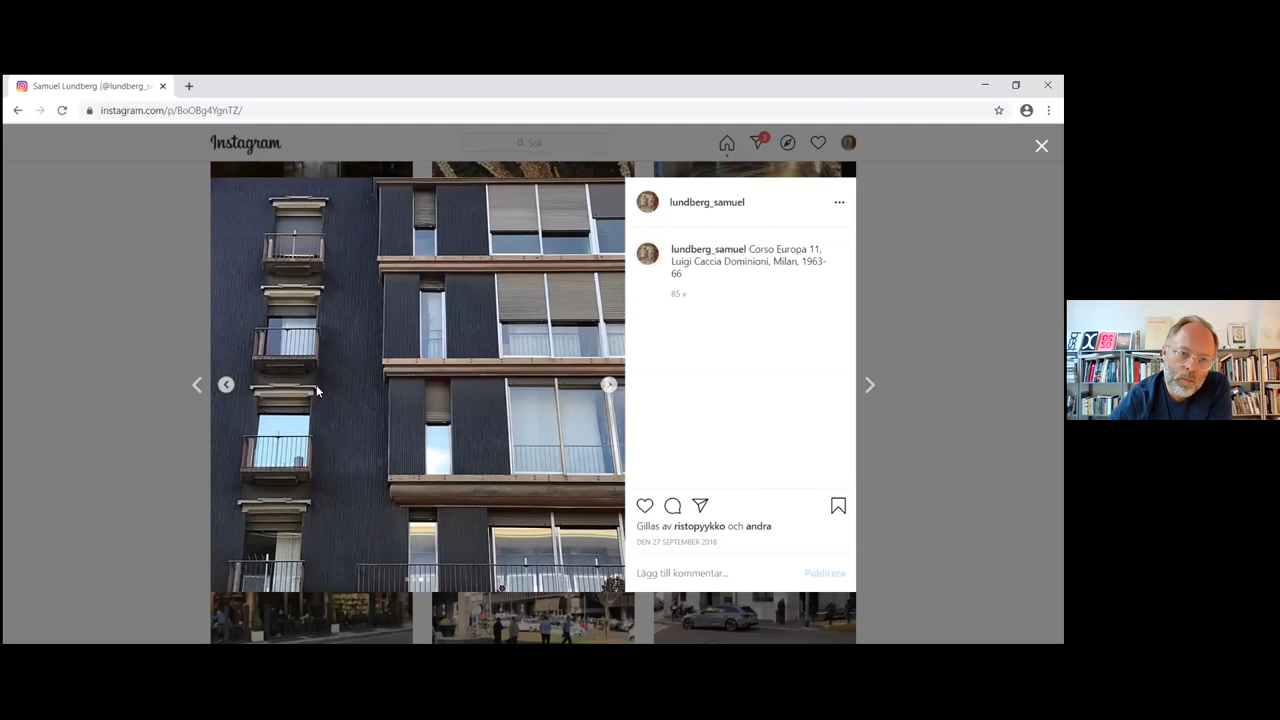 Samuel Lundberg (@lundberg_s
instagram.com/p/BoOBg4YgnTZ/
Instagram
Sök
3
lundberg_samuel
lundberg_samuel Corso Europa 11,
Luigi Caccia Dominioni, Milan, 1963-
66
85 v
Gillas av ristopyykko och andra
DEN 27 SEPTEMBER 2018
Lägg till kommentar...
Publicera